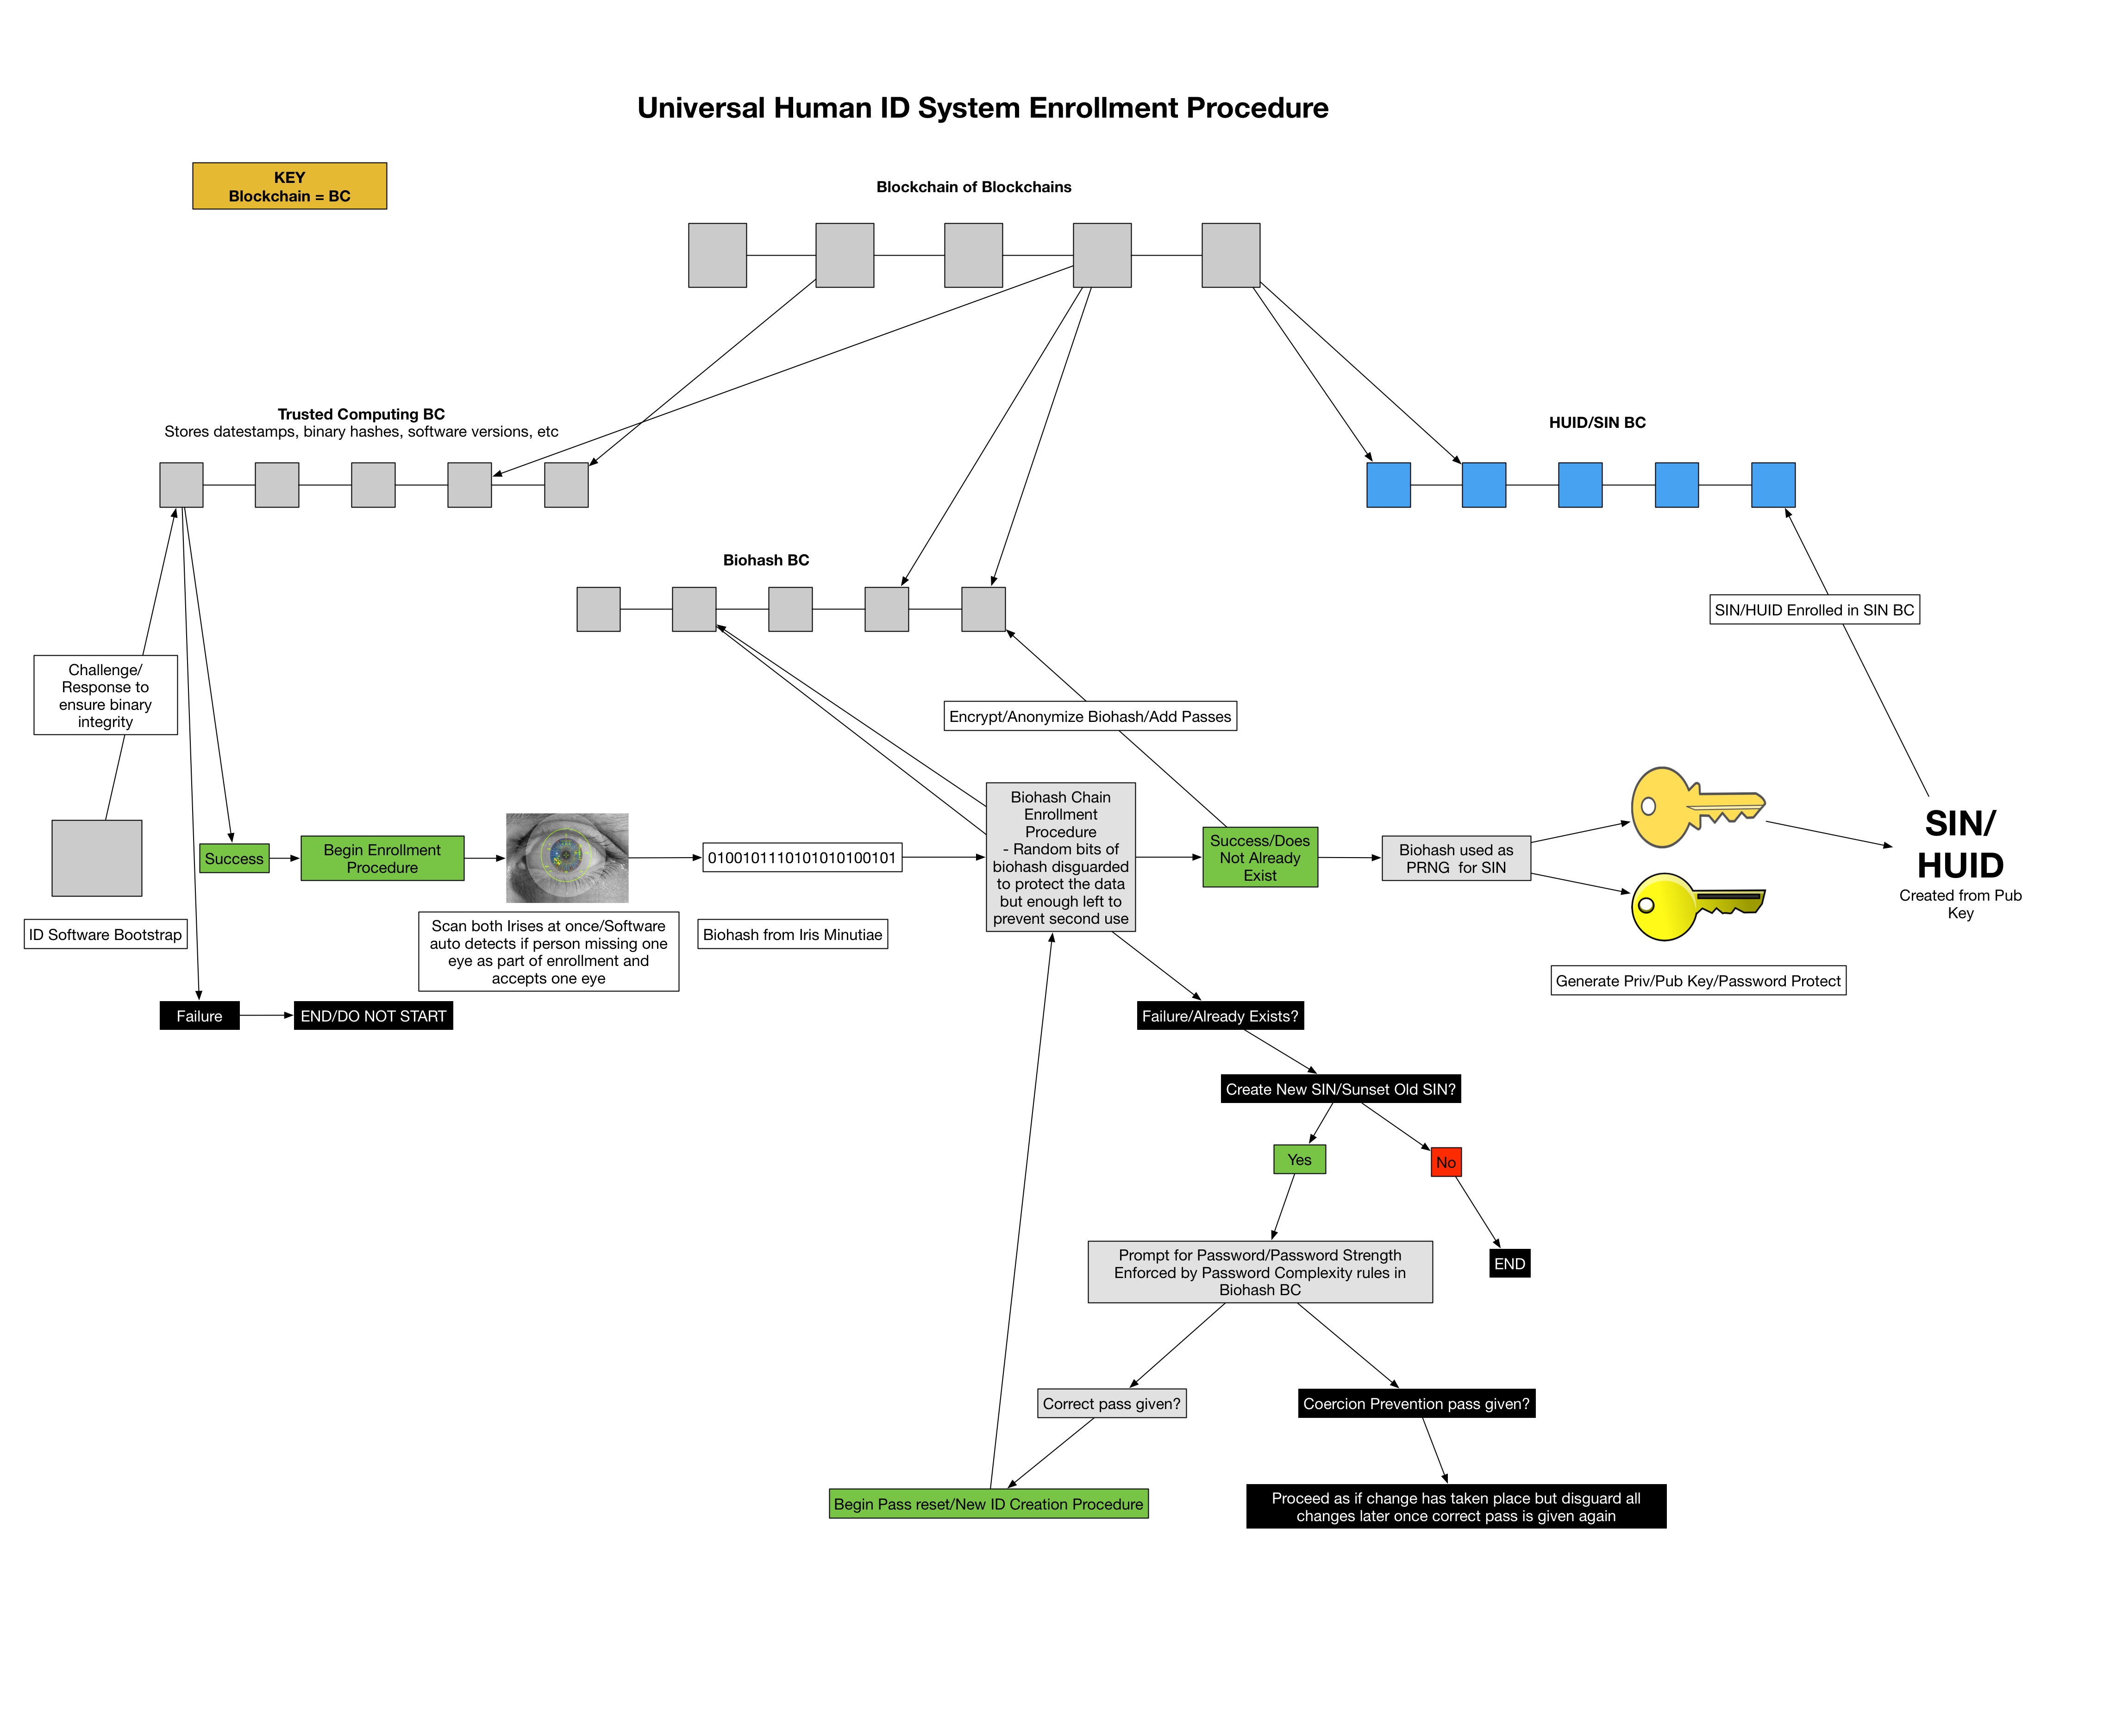 Universal Human ID System Enrollment Procedure
KEY
Blockchain = BC
Blockchain of Blockchains
Trusted Computing BC
Stores datestamps, binary hashes, software versions, etc
HUID/SIN BC
Biohash BC
SIN/HUID Enrolled in SIN BC
Challenge/
Response to
ensure binary
integrity
Encrypt/Anonymize Biohash/Add Passes
Success
Begin Enrollment
Procedure
0100101110101010100101
Biohash Chain
Enrollment
Procedure
- Random bits of
biohash disguarded
to protect the data
but enough left to
prevent second use
Success/Does
Not Already
Exist
Biohash used as
PRNG for SIN
SIN/
HUID
Created from Pub
Key
ID Software Bootstrap
Scan both Irises at once/Software
auto detects if person missing one
eye as part of enrollment and
accepts one eye
Biohash from Iris Minutiae
Generate Priv/Pub Key/Password Protect
Failure
END/DO NOT START
Failure/Already Exists?
Create New SIN/Sunset Old SIN?
Yes
No
Prompt for Password/Password Strength
Enforced by Password Complexity rules in
Biohash BC
END
Correct pass given?
Coercion Prevention pass given?
Begin Pass reset/New ID Creation Procedure
Proceed as if change has taken place but disguard all
changes later once correct pass is given again